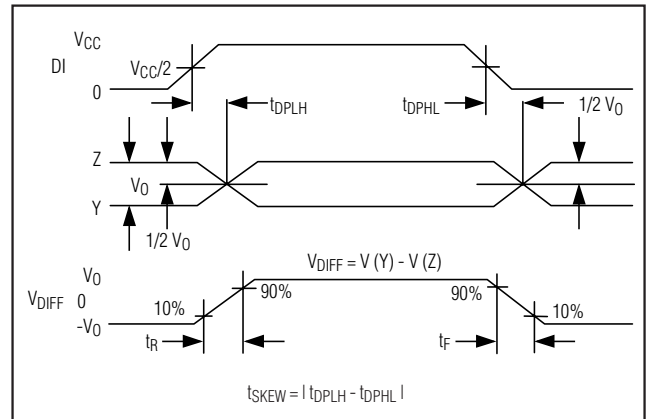 VCC
DI
VCC/2
0
tDPLH
tDPHL
1/2 VO
Z
VO
Y
1/2 VO
VDIFF = V (Y) - V (Z)
VO
VDIFF 0
-VO
10%
90%
90%
10%
tR
tF
tSKEW = | tDPLH - tDPHL |